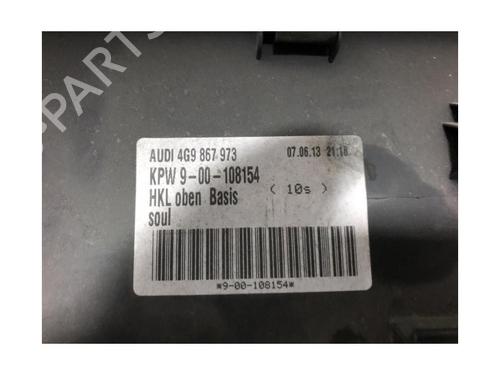 AUDI 4G9 867 973 07.06.13 21:18
KPW 9-00-108154
HKL oben Basis ( 10s )
soul
*9-00-108154*